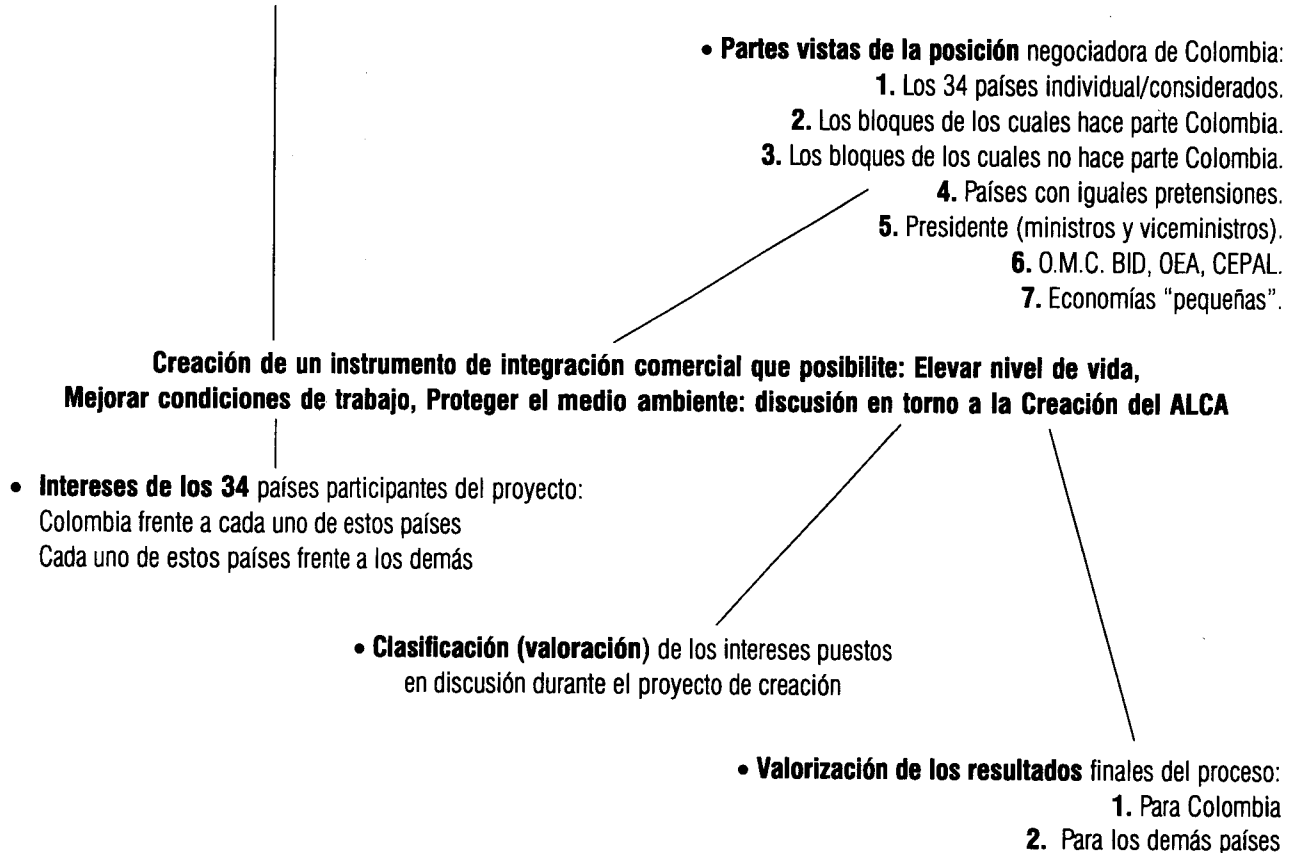 • Partes vistas de la posición negociadora de Colombia:
1. Los 34 países individual/considerados.
2. Los bloques de los cuales hace parte Colombia.
3. Los bloques de los cuales no hace parte Colombia.
4. Países con iguales pretensiones.
5. Presidente (ministros y viceministros).
6. O.M.C. BID, OEA, CEPAL.
7. Economías “pequeñas”.
Creación de un instrumento de integración comercial que posibilite: Elevar nivel de vida,
Mejorar condiciones de trabajo, Proteger el medio ambiente: discusión en torno a la Creación del ALCA
• Intereses de los 34 países participantes del proyecto:
Colombia frente a cada uno de estos países
Cada uno de estos países frente a los demás
• Clasificación (valoración) de los intereses puestos
en discusión durante el proyecto de creación
• Valorización de los resultados finales del proceso:
1. Para Colombia
2. Para los demás países